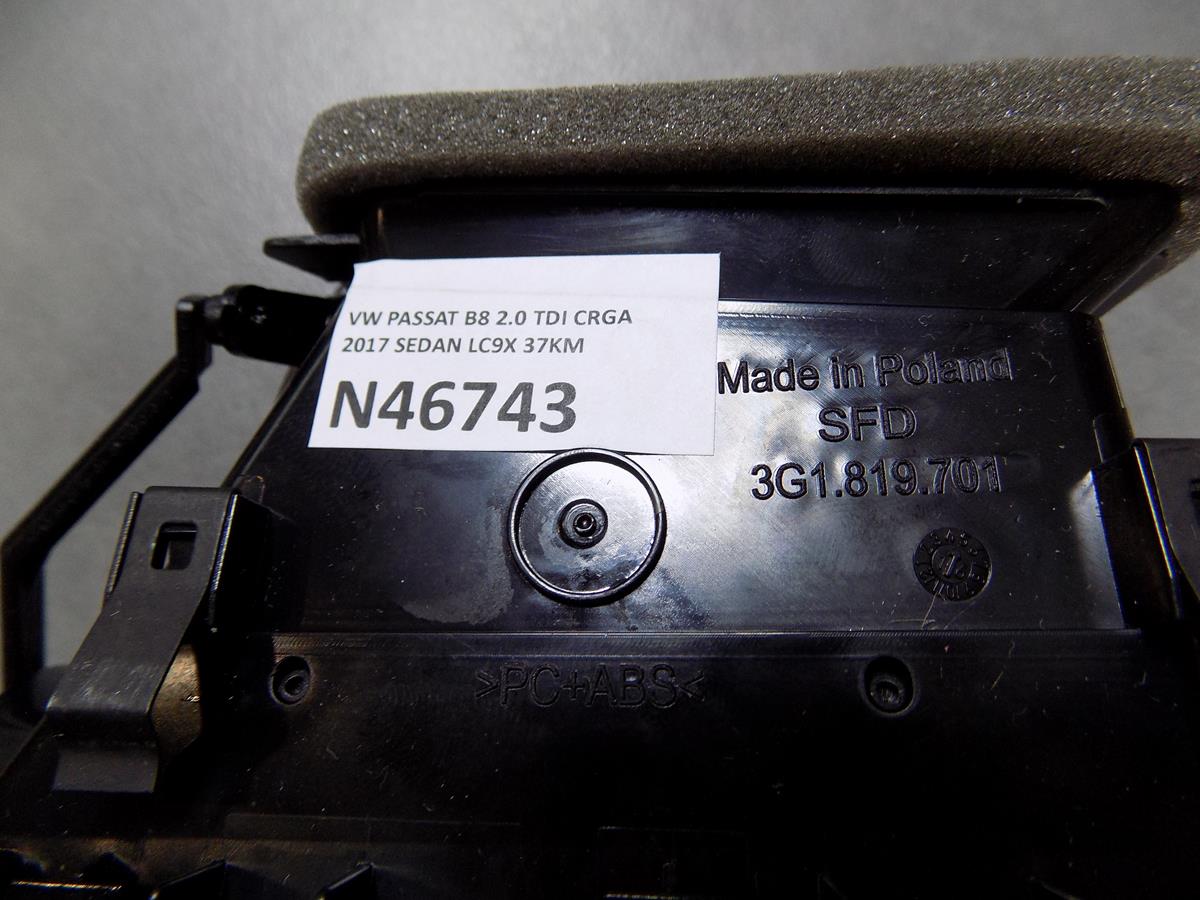 VW PASSAT B8 2.0 TDI CRGA
2017 SEDAN LC9X 37KM
N46743
Made in Poland
SFD
3G1.819.701
>PC+ABS<